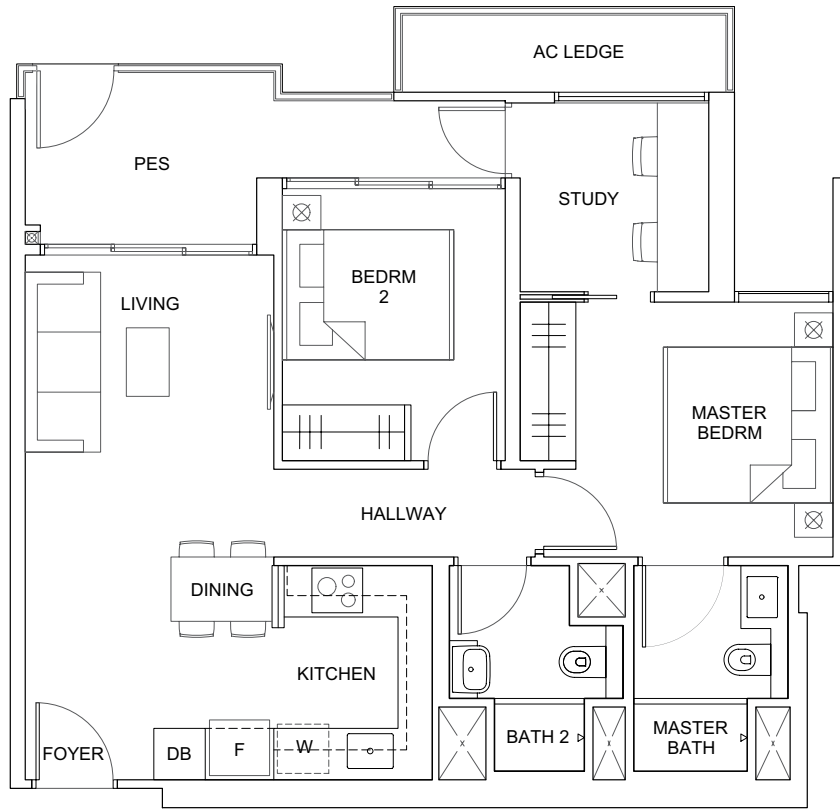 AC LEDGE
PES
STUDY
BEDRM
2
LIVING
MASTER
BEDRM
HALLWAY
DINING
KITCHEN
FOYER
DB
F
W
BATH 2
MASTER
BATH